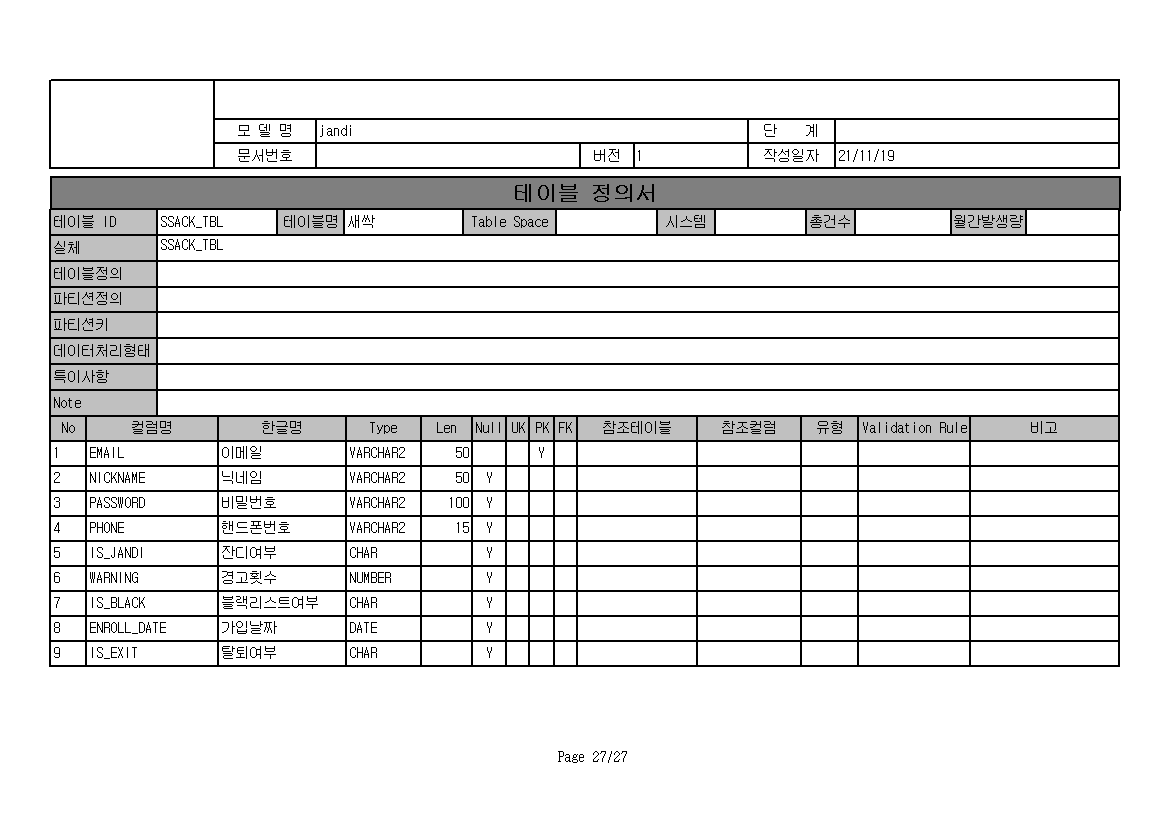 모 델 명 jandi 단 계
문서번호 버전 1 작성일자 21/11/19
테이블 정의서
테이블 ID SSACK_TBL 테이블명 새싹 Table Space 시스템 총건수 월간발생량
실체 SSACK_TBL
테이블정의
파티션정의
파티션키
데이터처리형태
특이사항
Note
No 컬럼명 한글명 Type Len Null UK PK FK 참조테이블 참조컬럼 유형 Validation Rule 비고
1 EMAIL 이메일 VARCHAR2 50 Y
2 NICKNAME 닉네임 VARCHAR2 50 Y
3 PASSWORD 비밀번호 VARCHAR2 100 Y
4 PHONE 핸드폰번호 VARCHAR2 15 Y
5 IS_JANDI 잔디여부 CHAR Y
6 WARNING 경고횟수 NUMBER Y
7 IS_BLACK 블랙리스트여부 CHAR Y
8 ENROLL_DATE 가입날짜 DATE Y
9 IS_EXIT 탈퇴여부 CHAR Y
Page 27/27